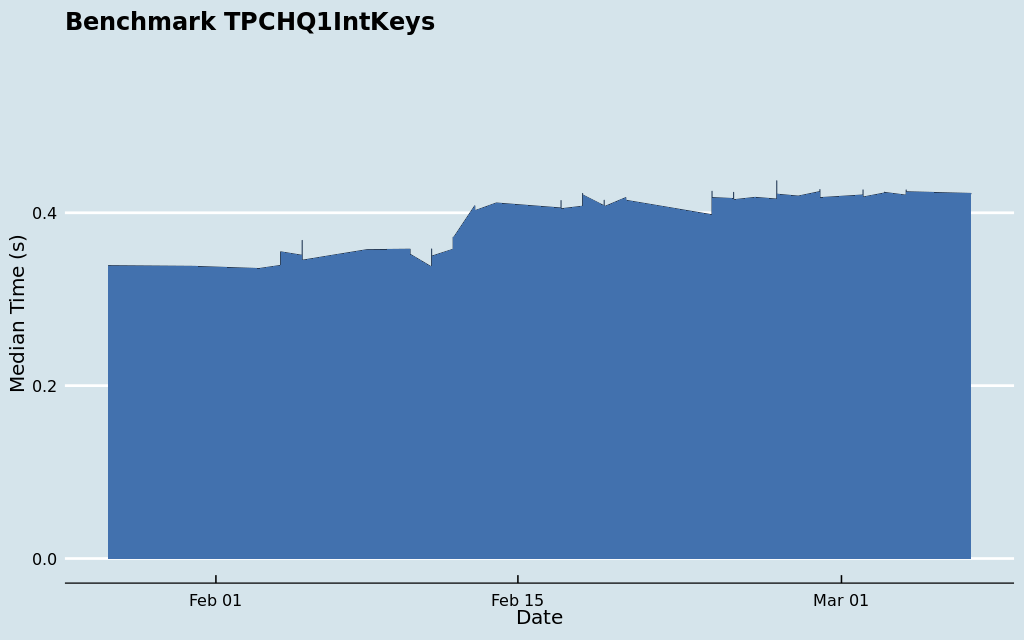 Benchmark TPCHQ1IntKeys
Median Time (s)
0.4
0.2
0.0
Feb 01
Feb 15
Mar 01
Date